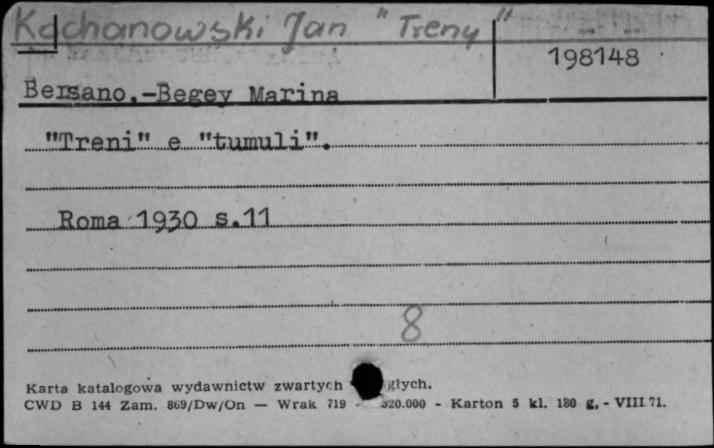 Kochanowski Jan "Treny"
198148
Bersano.-Begey Marina
"Treni" e "tumuli".
Roma 1930 s.11
8
Karta katalogowa wydawnictw zwartych głych.
CWD B 144 Zam. 869/Dw/On — Wrak 719 - 520.000 - Karton 5 kl. 180 g. - VIII.71.